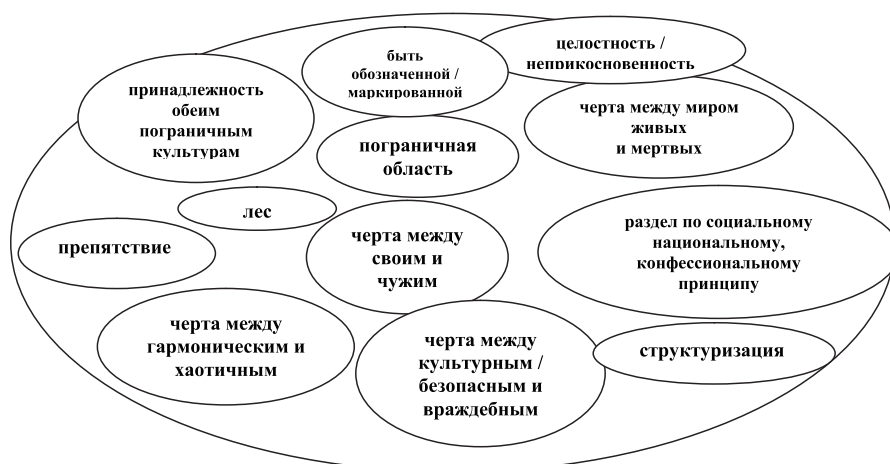 целостность /
неприкосновенность
быть
обозначенной /
маркированной
принадлежность
обеим
пограничным
культурам
черта между миром
живых
и мертвых
пограничная
область
лес
препятствие
черта между
своим и
чужим
раздел по социальному
национальному,
конфессиональному
принципу
черта между
гармоническим и
хаотичным
черта между
культурным /
безопасным и
враждебным
структуризация